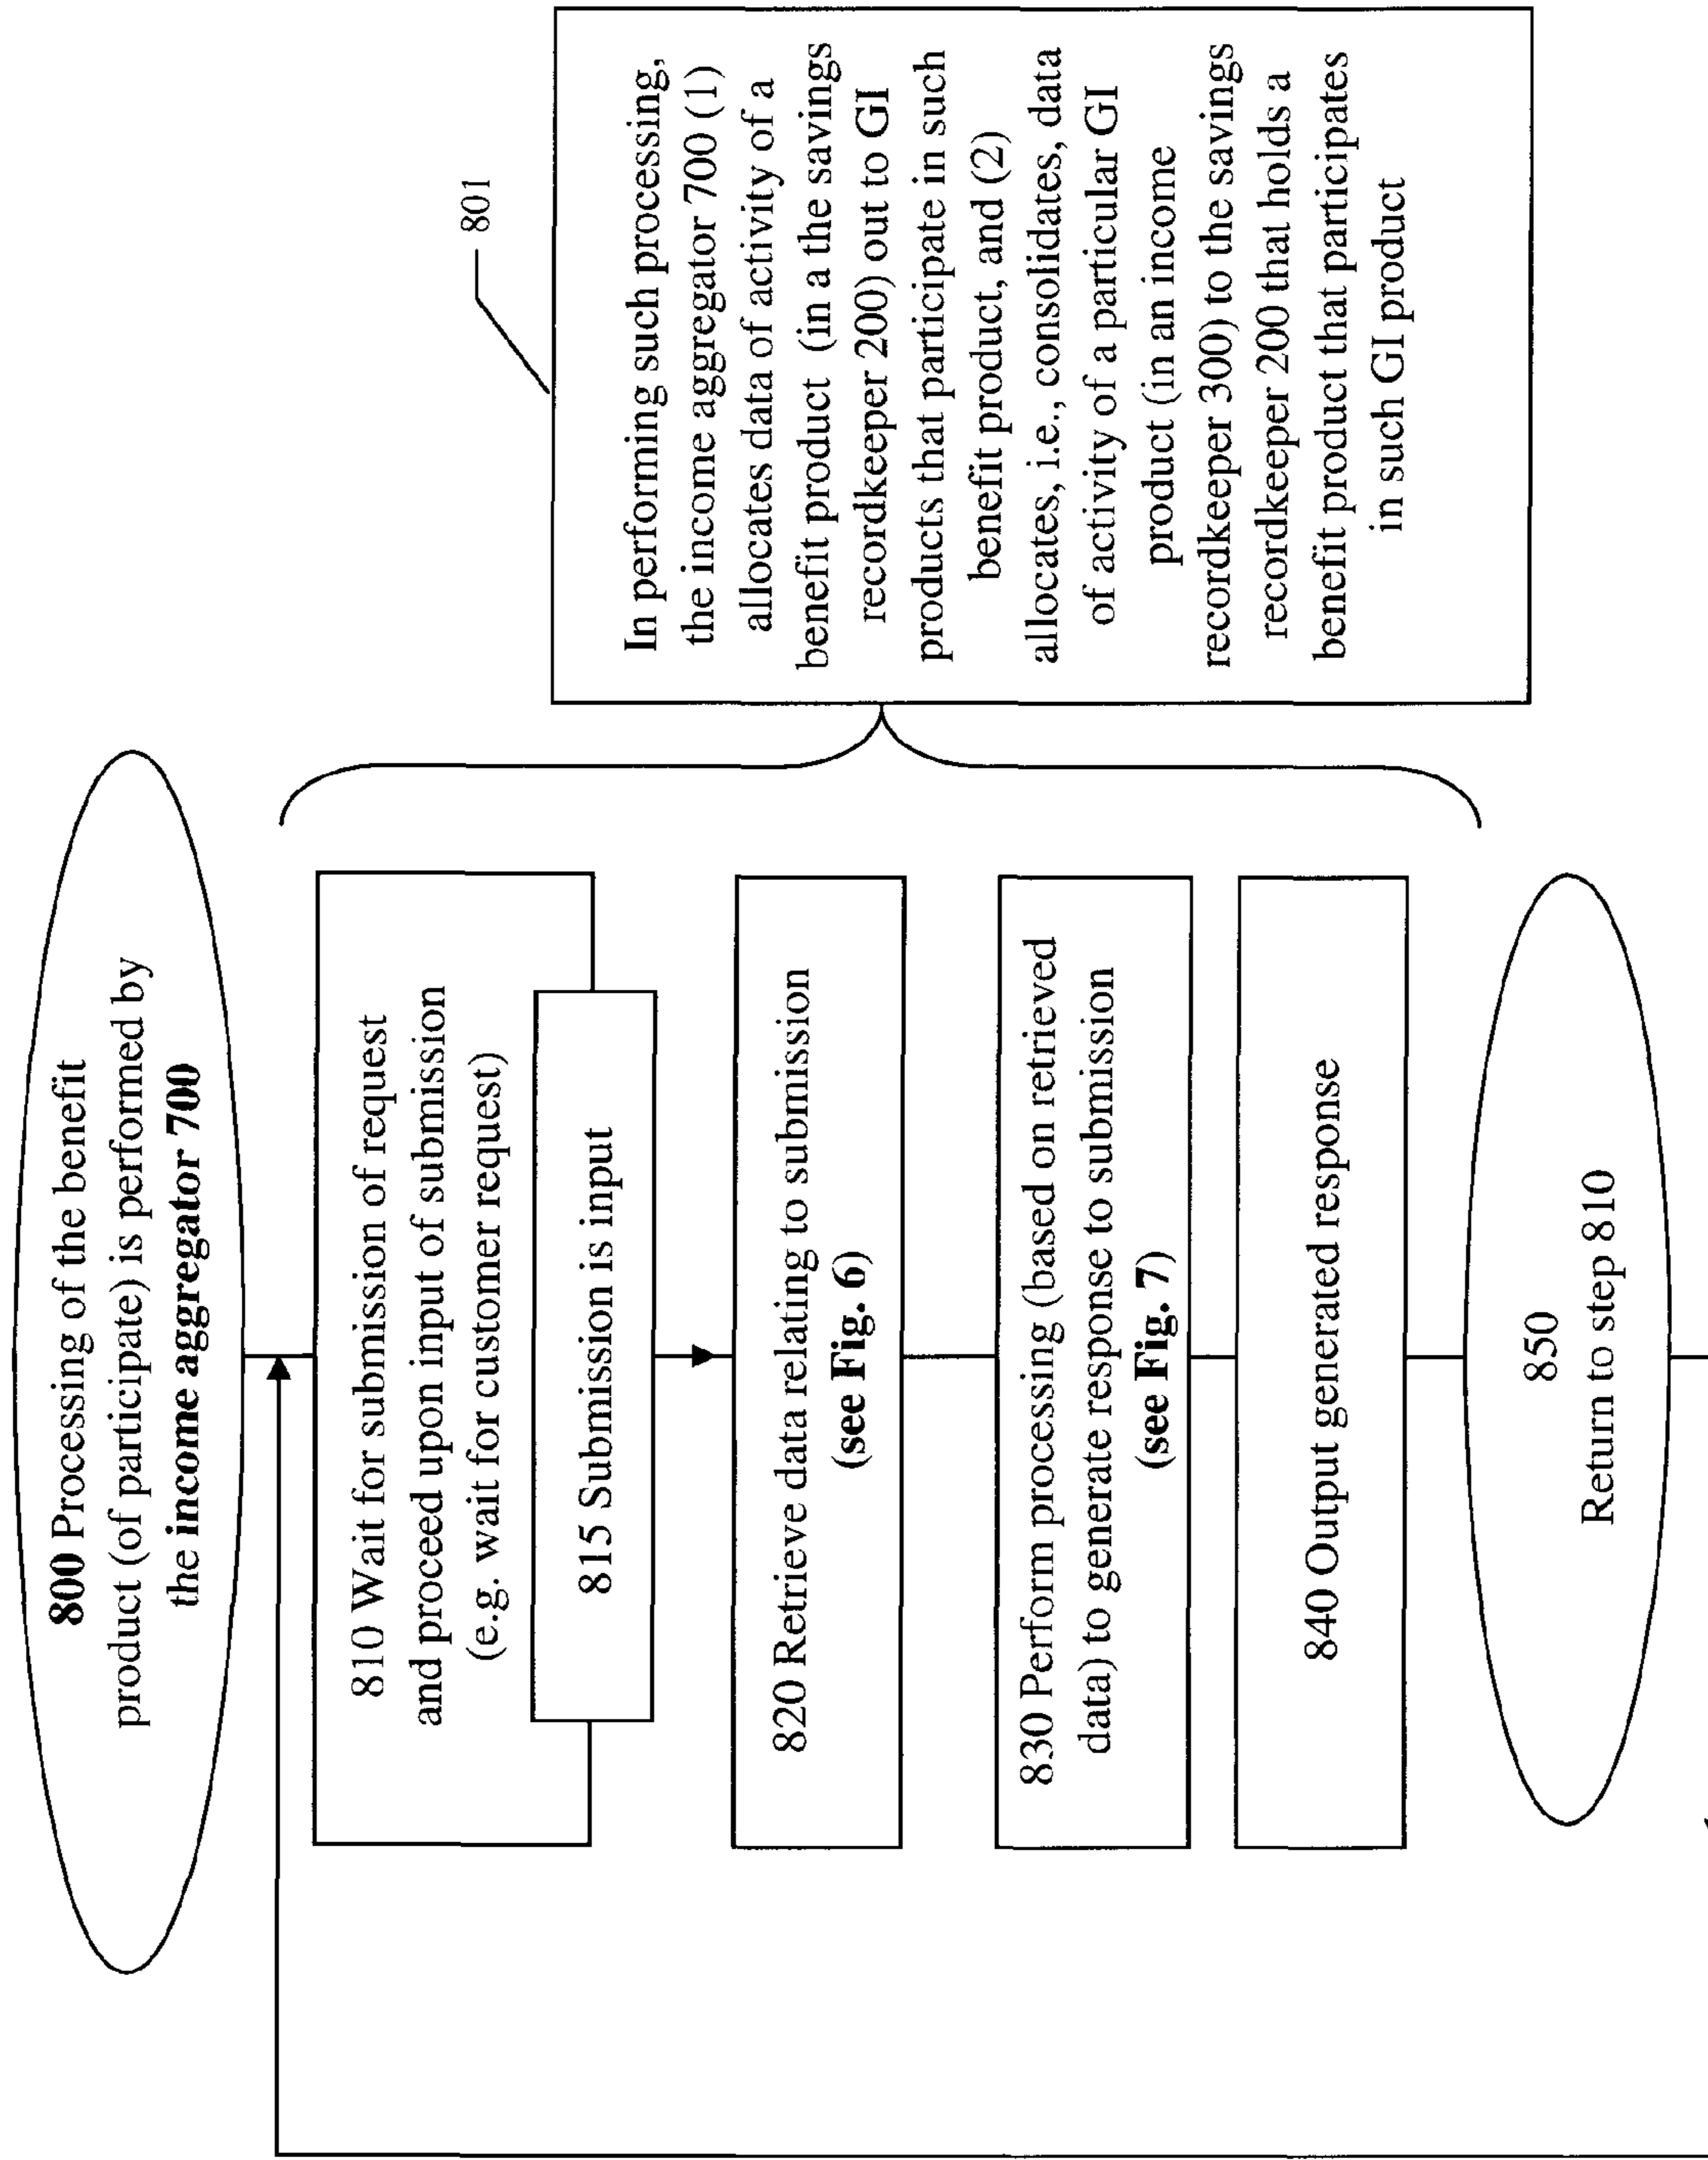 800 Processing of the benefit
product (of participate) is performed by
the income aggregator 700
810 Wait for submission of request
and proceed upon input of submission
(e.g. wait for customer request)
815 Submission is input
820 Retrieve data relating to submission
(see Fig. 6)
830 Perform processing (based on retrieved
data) to generate response to submission
(see Fig. 7)
840 Output generated response
850
Return to step 810
801
In performing such processing,
the income aggregator 700 (1)
allocates data of activity of a
benefit product (in a the savings
recordkeeper 200) out to GI
products that participate in such
benefit product, and (2)
allocates, i.e., consolidates, data
of activity of a particular GI
product (in an income
recordkeeper 300) to the savings
recordkeeper 200 that holds a
benefit product that participates
in such GI product